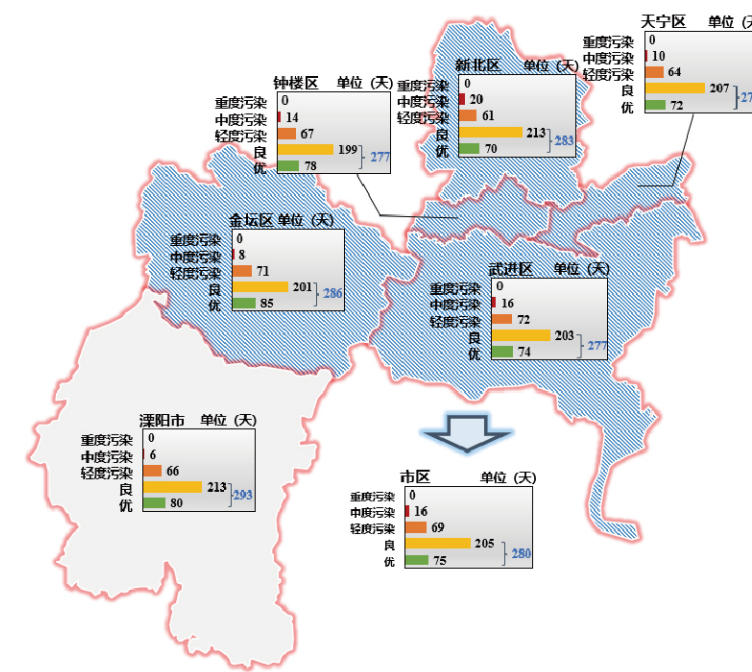 天宁区 单位（天
重度污染 0
中度污染 10
轻度污染 64
良 207
优 72
27
新北区 单位（天）
重度污染 0
中度污染 20
轻度污染 61
良 213
优 70
283
钟楼区 单位（天）
重度污染 0
中度污染 14
轻度污染 67
良 199
优 78
277
金坛区 单位（天）
重度污染 0
中度污染 8
轻度污染 71
良 201
优 85
286
武进区 单位（天）
重度污染 0
中度污染 16
轻度污染 72
良 203
优 74
277
溧阳市 单位（天）
重度污染 0
中度污染 6
轻度污染 66
良 213
优 80
293
市区 单位（天）
重度污染 0
中度污染 16
轻度污染 69
良 205
优 75
280